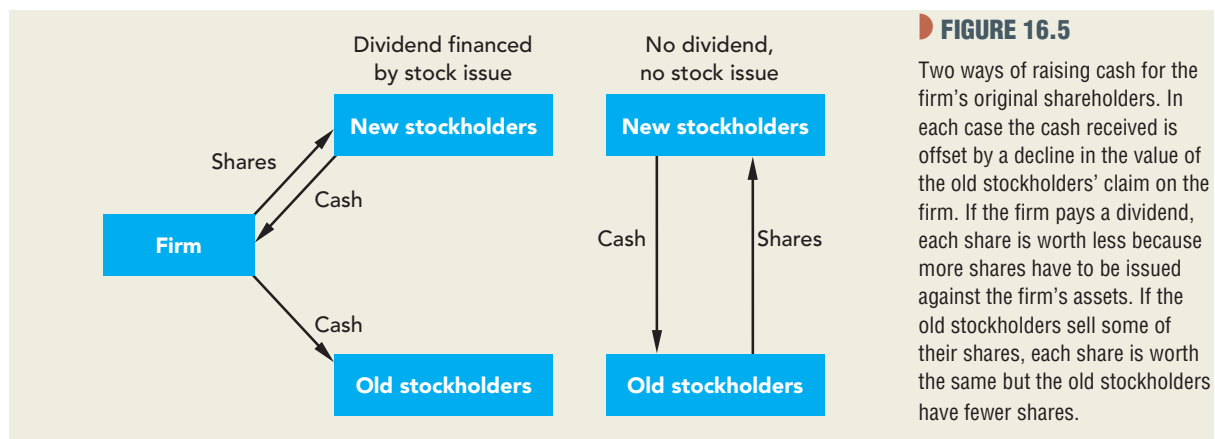 Dividend financed
by stock issue
New stockholders
Shares
Cash
Firm
Cash
Old stockholders
No dividend,
no stock issue
New stockholders
Cash
Shares
Old stockholders
FIGURE 16.5
Two ways of raising cash for the
firm's original shareholders. In
each case the cash received is
offset by a decline in the value of
the old stockholders' claim on the
firm. If the firm pays a dividend,
each share is worth less because
more shares have to be issued
against the firm's assets. If the
old stockholders sell some of
their shares, each share is worth
the same but the old stockholders
have fewer shares.